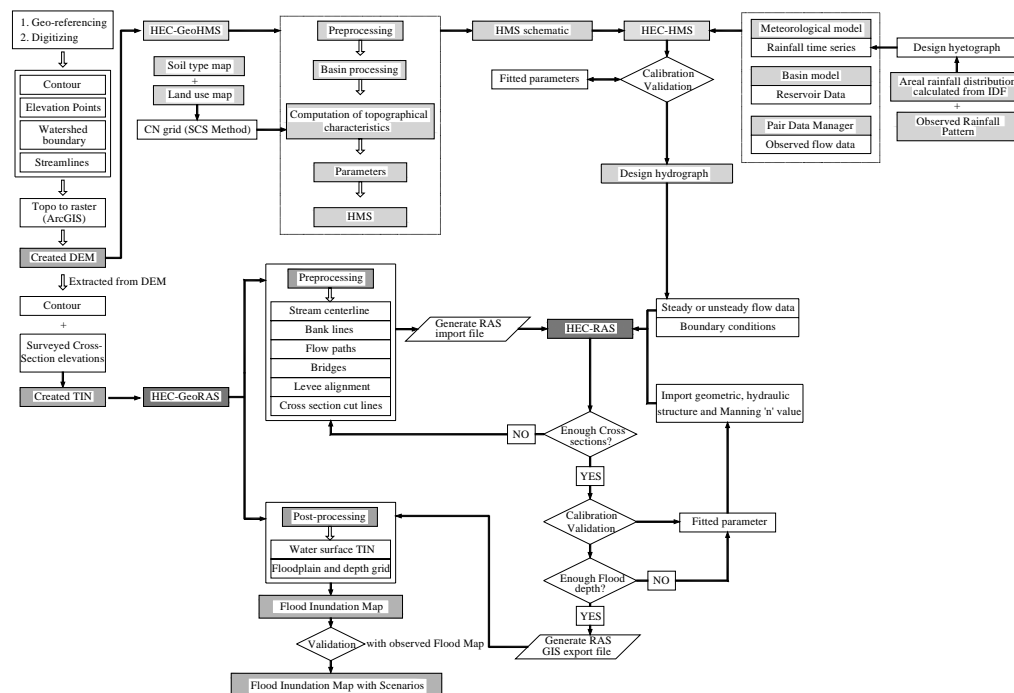 1. Geo-referencing
2. Digitizing
Contour
Elevation Points
Watershed
boundary
Streamlines
Topo to raster
(ArcGIS)
Created DEM
Extracted from DEM
Contour
+
Surveyed Cross-
Section elevations
Created TIN
HEC-GeoHMS
Soil type map
+
Land use map
CN grid (SCS Method)
Preprocessing
Basin processing
Computation of topographical
characteristics
Parameters
HMS
HMS schematic
HEC-HMS
Fitted parameters
Calibration
Validation
Meteorological model
Rainfall time series
Basin model
Reservoir Data
Pair Data Manager
Observed flow data
Design hyetograph
Areal rainfall distribution
calculated from IDF
+
Observed Rainfall
Pattern
Design hydrograph
HEC-GeoRAS
Preprocessing
Stream centerline
Bank lines
Flow paths
Bridges
Levee alignment
Cross section cut lines
Generate RAS
import file
HEC-RAS
Steady or unsteady flow data
Boundary conditions
Import geometric, hydraulic
structure and Manning 'n' value
Enough Cross
sections?
NO
YES
Calibration
Validation
Fitted parameter
Enough Flood
depth?
NO
YES
Generate RAS
GIS export file
Post-processing
Water surface TIN
Floodplain and depth grid
Flood Inundation Map
Validation
with observed Flood Map
Flood Inundation Map with Scenarios